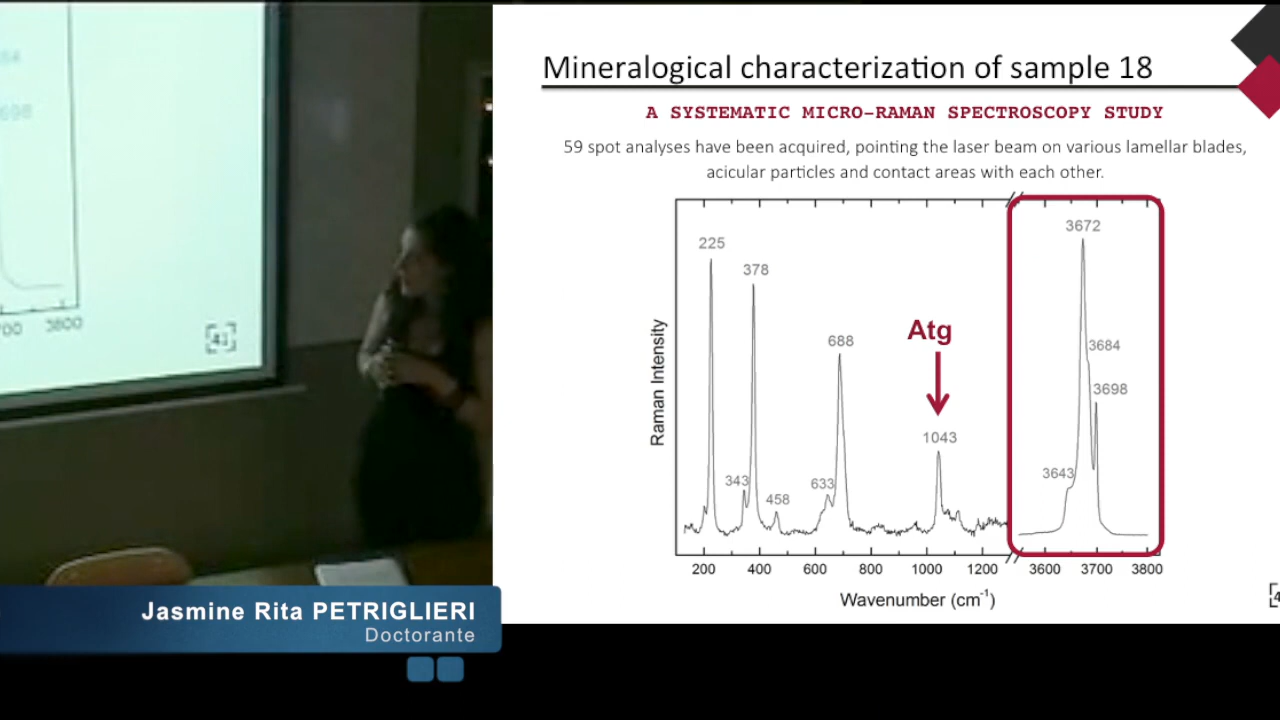 Mineralogical characterization of sample 18
A SYSTEMATIC MICRO-RAMAN SPECTROSCOPY STUDY
59 spot analyses have been acquired, pointing the laser beam on various lamellar blades,
acicular particles and contact areas with each other.
225
378
688
343
458
633
Atg
1043
3672
3684
3698
3643
Raman Intensity
200 400 600 800 1000 1200 3600 3700 3800
Wavenumber (cm-1)
3800
Jasmine Rita PETRIGLIERI
Doctorante